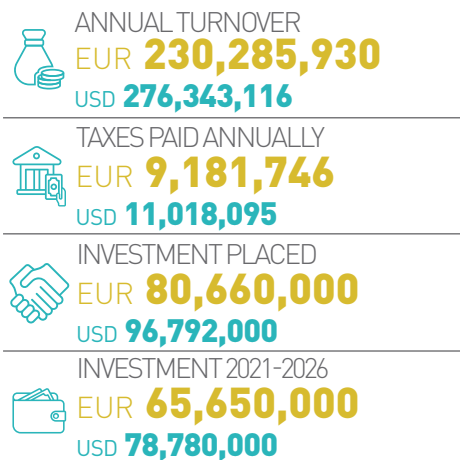 ANNUAL TURNOVER
EUR 230,285,930
USD 276,343,116
TAXES PAID ANNUALLY
EUR 9,181,746
USD 11,018,095
INVESTMENT PLACED
EUR 80,660,000
USD 96,792,000
INVESTMENT 2021-2026
EUR 65,650,000
USD 78,780,000